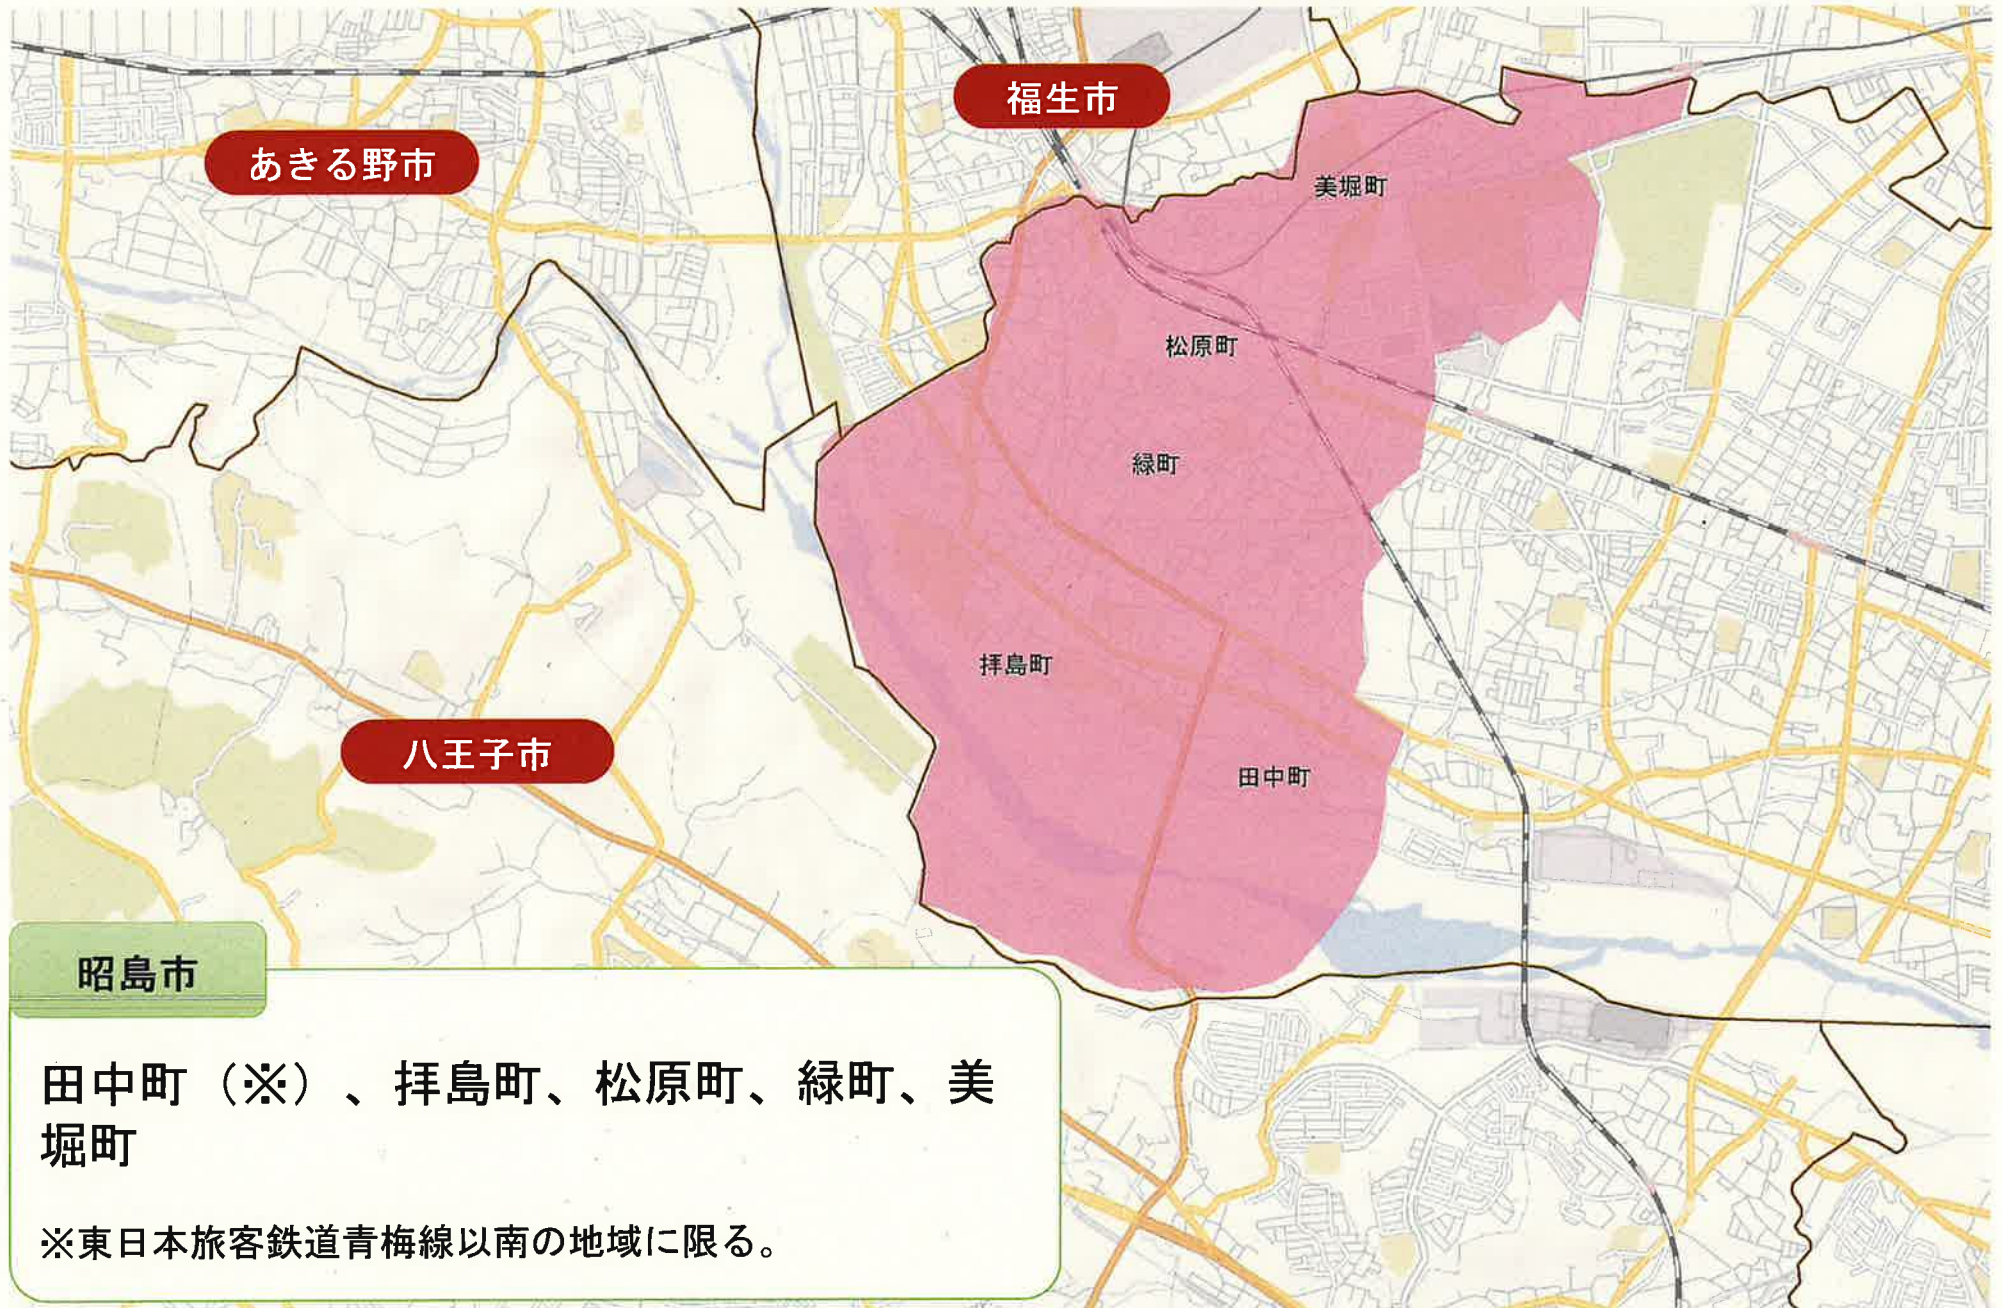 福生市
あきる野市
美堀町
松原町
緑町
拝島町
八王子市
田中町
昭島市
田中町（※）、拝島町、松原町、緑町、美
堀町
※東日本旅客鉄道青梅線以南の地域に限る。